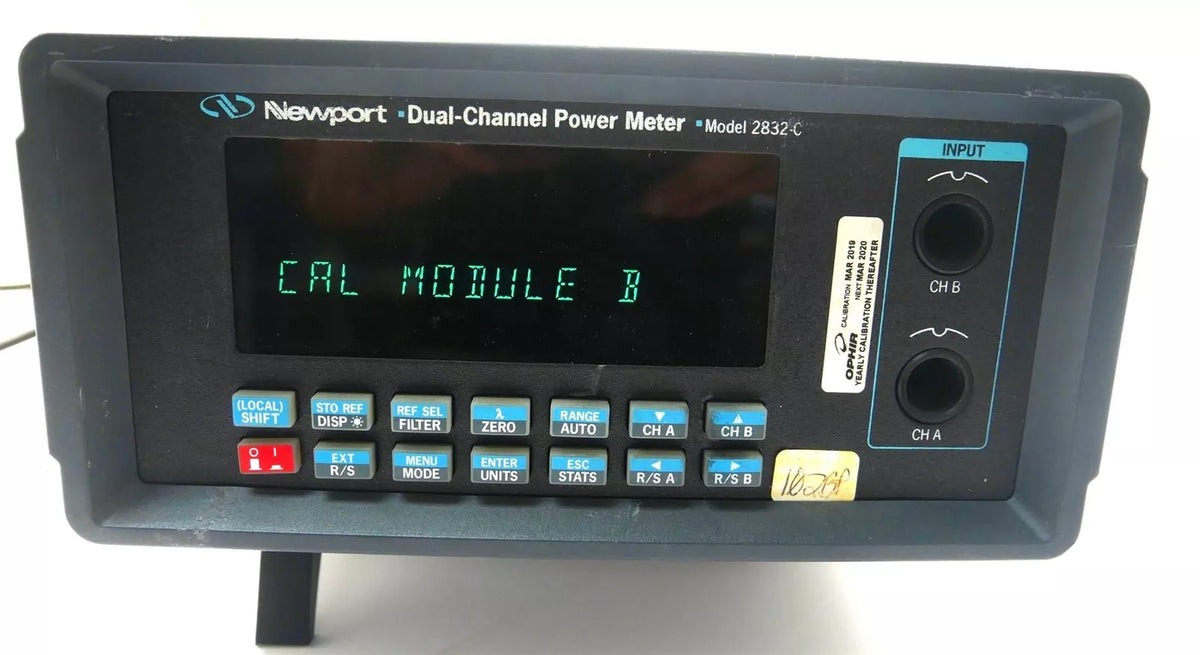 Newport ▪Dual-Channel Power Meter ▪Model 2832-C
CAL MODULE B
INPUT
CH B
CH A
OPHIR
CALIBRATION MAR 2019
NEXT MAR 2020
YEARLY CALIBRATION THEREAFTER
(LOCAL)
SHIFT
STO REF
DISP ☀
REF SEL
FILTER
λ
ZERO
RANGE
AUTO
▼
CH A
▲
CH B
O I
EXT
R/S
MENU
MODE
ENTER
UNITS
ESC
STATS
◀
R/S A
▶
R/S B